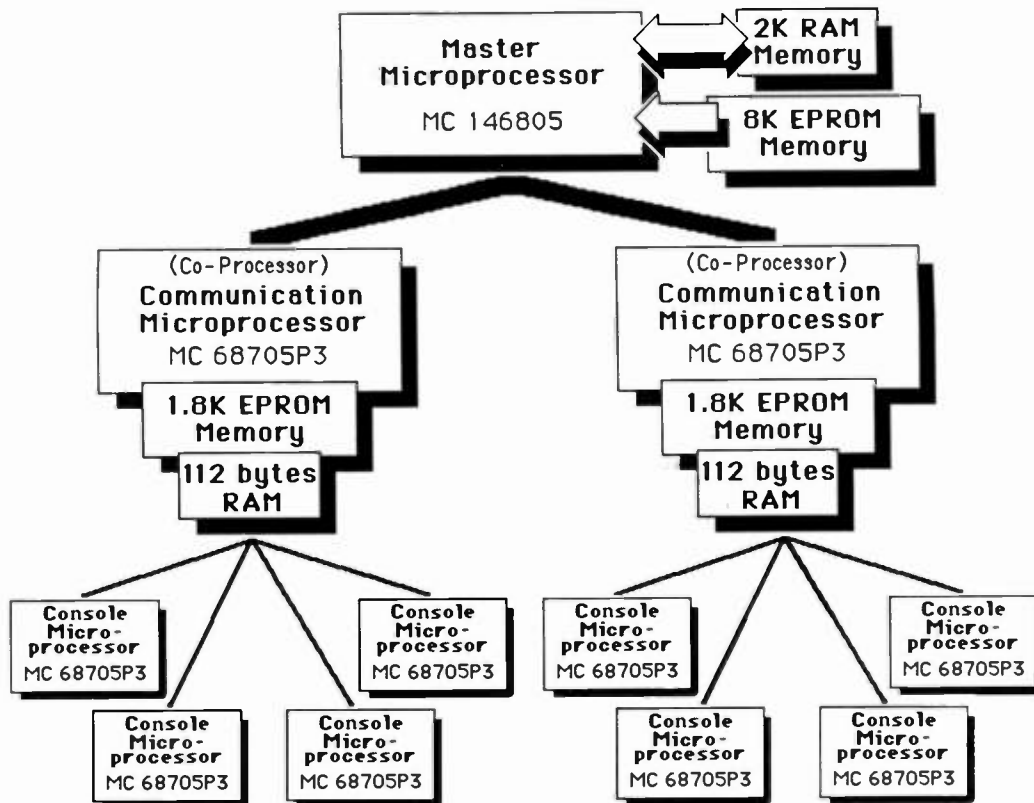 Master
Microprocessor
MC 146805
2K RAM
Memory
8K EPROM
Memory
(Co-Processor)
Communication
Microprocessor
MC 68705P3
1.8K EPROM
Memory
112 bytes
RAM
(Co-Processor)
Communication
Microprocessor
MC 68705P3
1.8K EPROM
Memory
112 bytes
RAM
Console
Micro-
processor
MC 68705P3
Console
Micro-
processor
MC 68705P3
Console
Micro-
processor
MC 68705P3
Console
Micro-
processor
MC 68705P3
Console
Micro-
processor
MC 68705P3
Console
Micro-
processor
MC 68705P3
Console
Micro-
processor
MC 68705P3
Console
Micro-
processor
MC 68705P3